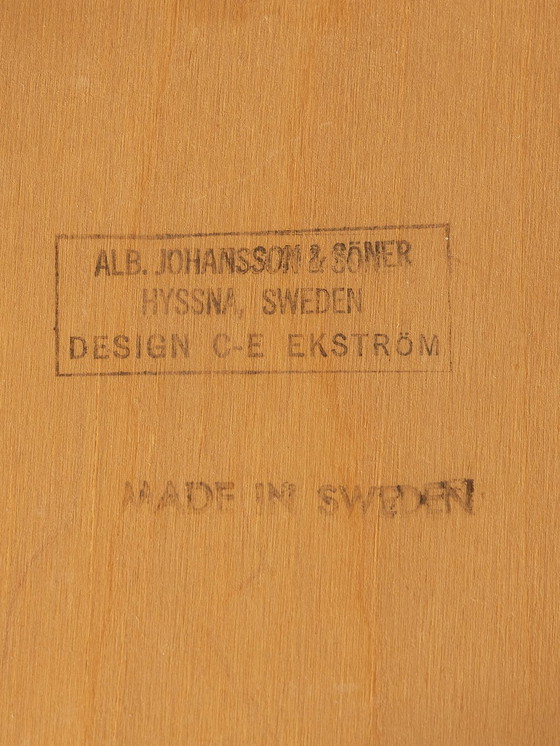 ALB. JOHANSSON & SÖNER
HYSSNA, SWEDEN
DESIGN C-E EKSTRÖM
MADE IN SWEDEN